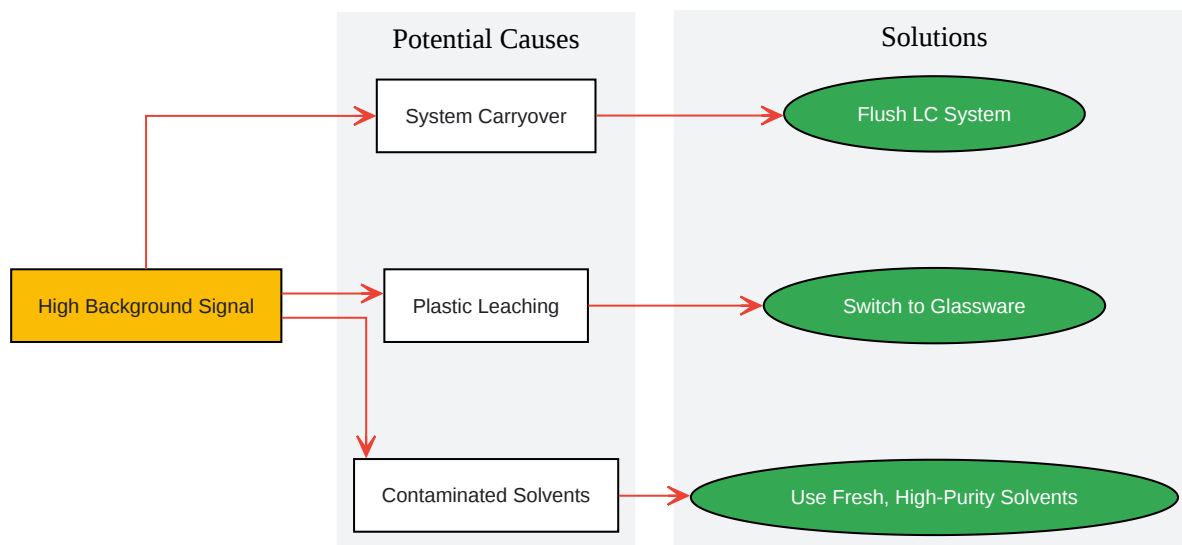 Potential Causes
Solutions
System Carryover
Flush LC System
High Background Signal
Plastic Leaching
Switch to Glassware
Contaminated Solvents
Use Fresh, High-Purity Solvents